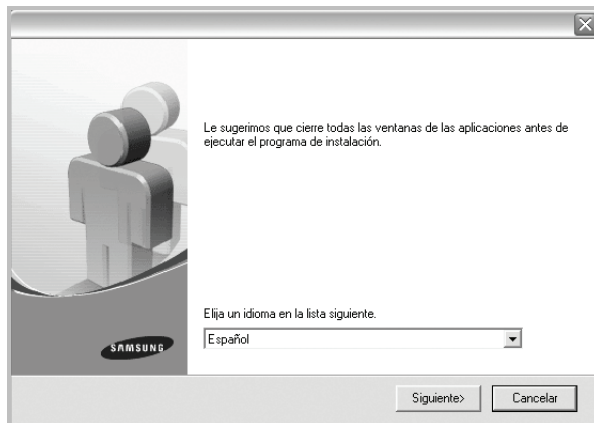 Le sugerimos que cierre todas las ventanas de las aplicaciones antes de
ejecutar el programa de instalación.
Elija un idioma en la lista siguiente.
Español
SAMSUNG
Siguiente>
Cancelar